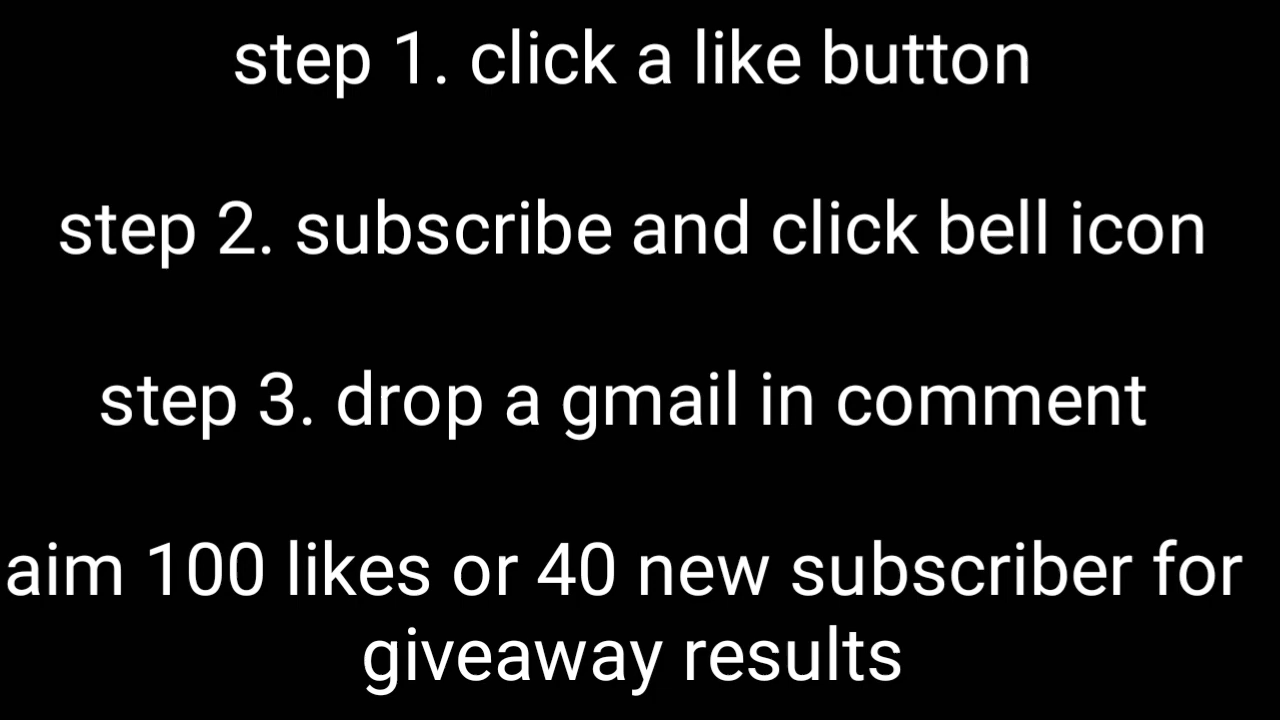 step 1. click a like button
step 2. subscribe and click bell icon
step 3. drop a gmail in comment
aim 100 likes or 40 new subscriber for
giveaway results